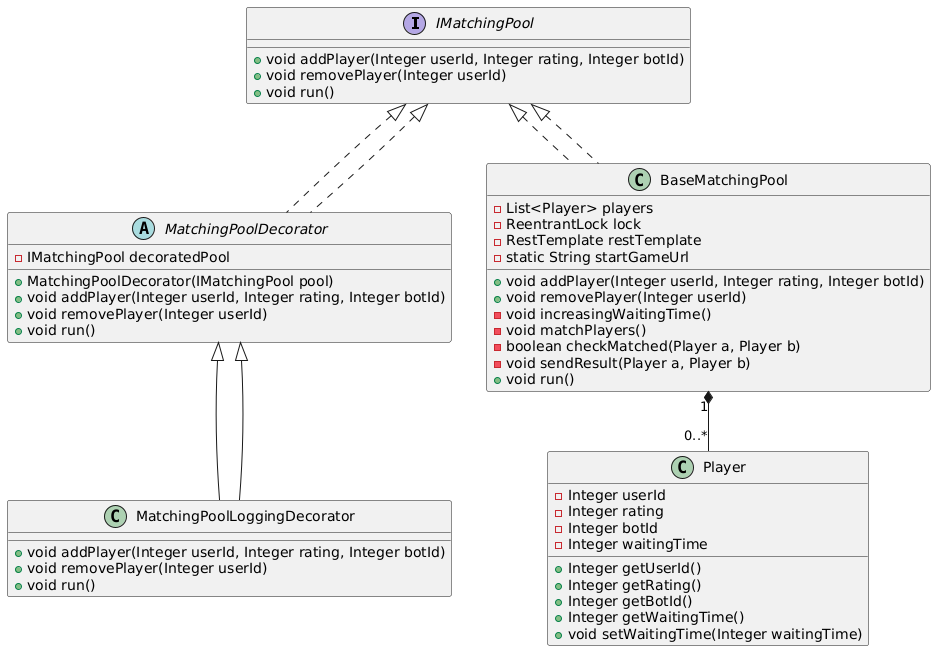 I IMatchingPool
void addPlayer(Integer userId, Integer rating, Integer botId)
void removePlayer(Integer userId)
void run()
A MatchingPoolDecorator
IMatchingPool decoratedPool
MatchingPoolDecorator(IMatchingPool pool)
void addPlayer(Integer userId, Integer rating, Integer botId)
void removePlayer(Integer userId)
void run()
C BaseMatchingPool
List<Player> players
ReentrantLock lock
RestTemplate restTemplate
static String startGameUrl
void addPlayer(Integer userId, Integer rating, Integer botId)
void removePlayer(Integer userId)
void increasingWaitingTime()
void matchPlayers()
boolean checkMatched(Player a, Player b)
void sendResult(Player a, Player b)
void run()
1
0..*
C MatchingPoolLoggingDecorator
void addPlayer(Integer userId, Integer rating, Integer botId)
void removePlayer(Integer userId)
void run()
C Player
Integer userId
Integer rating
Integer botId
Integer waitingTime
Integer getUserId()
Integer getRating()
Integer getBotId()
Integer getWaitingTime()
void setWaitingTime(Integer waitingTime)